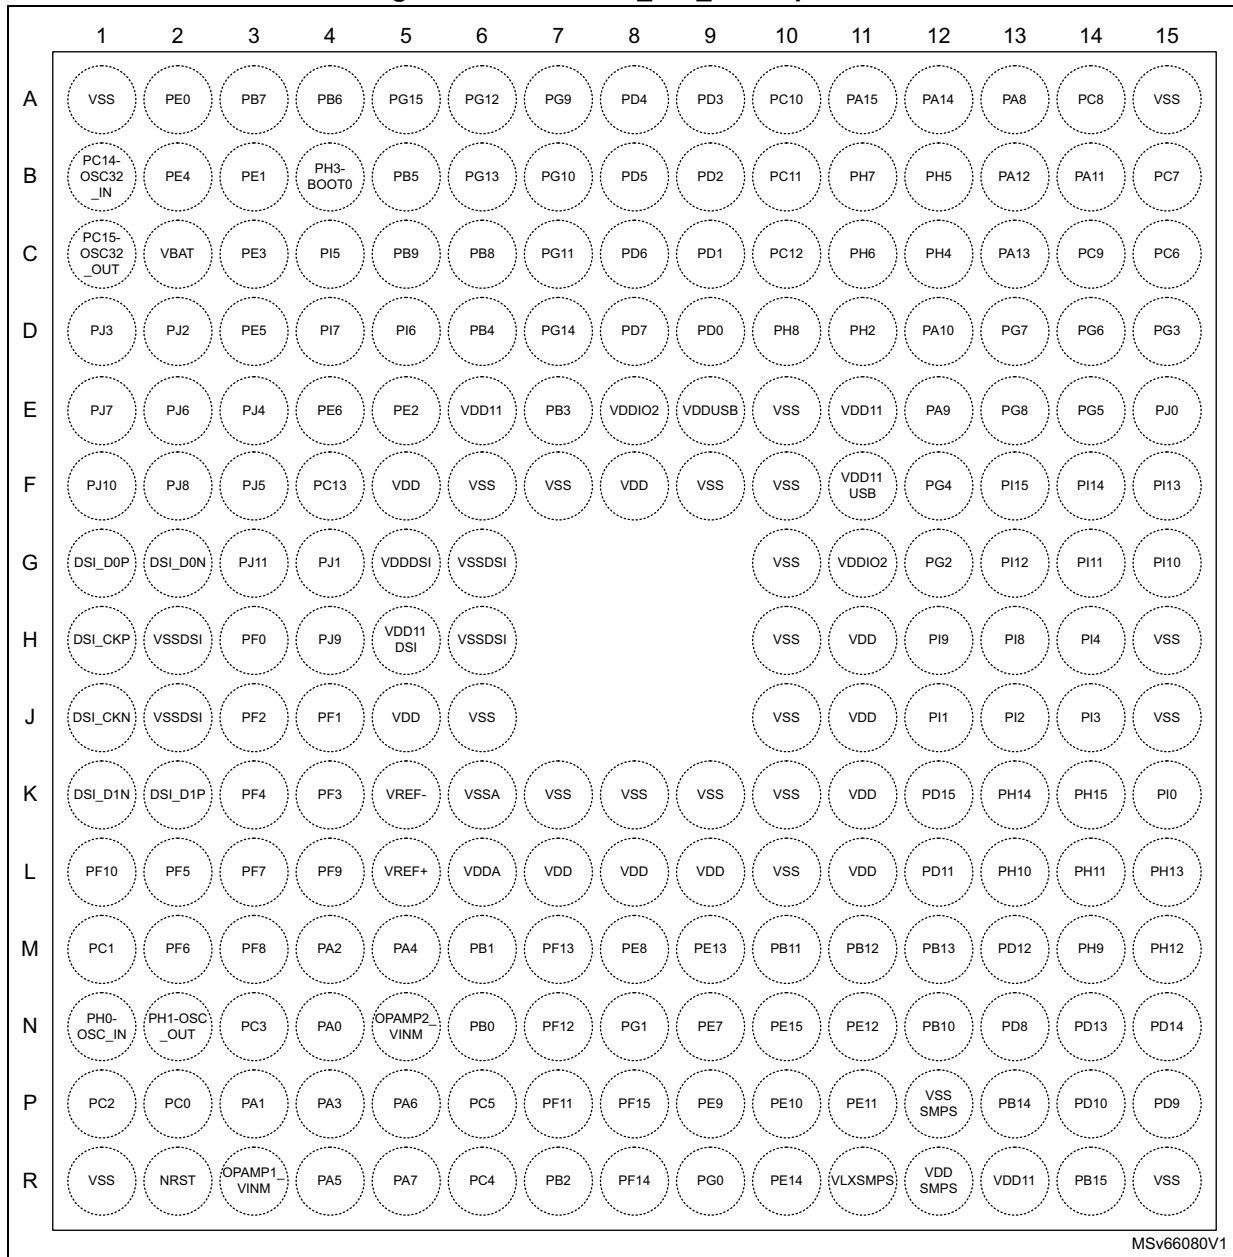 1 2 3 4 5 6 7 8 9 10 11 12 13 14 15
A VSS PE0 PB7 PB6 PG15 PG12 PG9 PD4 PD3 PC10 PA15 PA14 PA8 PC8 VSS
B PC14-OSC32_IN PE4 PE1 PH3-BOOT0 PB5 PG13 PG10 PD5 PD2 PC11 PH7 PH5 PA12 PA11 PC7
C PC15-OSC32_OUT VBAT PE3 PI5 PB9 PB8 PG11 PD6 PD1 PC12 PH6 PH4 PA13 PC9 PC6
D PJ3 PJ2 PE5 PI7 PI6 PB4 PG14 PD7 PD0 PH8 PH2 PA10 PG7 PG6 PG3
E PJ7 PJ6 PJ4 PE6 PE2 VDD11 PB3 VDDIO2 VDDUSB VSS VDD11 PA9 PG8 PG5 PJ0
F PJ10 PJ8 PJ5 PC13 VDD VSS VSS VDD VSS VSS VDD11 USB PG4 PI15 PI14 PI13
G DSI_D0P DSI_D0N PJ11 PJ1 VDDDSI VSSDSI VSS VDDIO2 PG2 PI12 PI11 PI10
H DSI_CKP VSSDSI PF0 PJ9 VDD11 DSI VSSDSI VSS VDD PI9 PI8 PI4 VSS
J DSI_CKN VSSDSI PF2 PF1 VDD VSS VSS VDD PI1 PI2 PI3 VSS
K DSI_D1N DSI_D1P PF4 PF3 VREF- VSSA VSS VSS VSS VSS VDD PD15 PH14 PH15 PI0
L PF10 PF5 PF7 PF9 VREF+ VDDA VDD VDD VDD VSS VDD PD11 PH10 PH11 PH13
M PC1 PF6 PF8 PA2 PA4 PB1 PF13 PE8 PE13 PB11 PB12 PB13 PD12 PH9 PH12
N PH0-OSC_IN PH1-OSC_OUT PC3 PA0 OPAMP2_VINM PB0 PF12 PG1 PE7 PE15 PE12 PB10 PD8 PD13 PD14
P PC2 PC0 PA1 PA3 PA6 PC5 PF11 PF15 PE9 PE10 PE11 VSS SMPS PB14 PD10 PD9
R VSS NRST OPAMP1_VINM PA5 PA7 PC4 PB2 PF14 PG0 PE14 VLXSMPS VDD SMPS VDD11 PB15 VSS
MSv66080V1